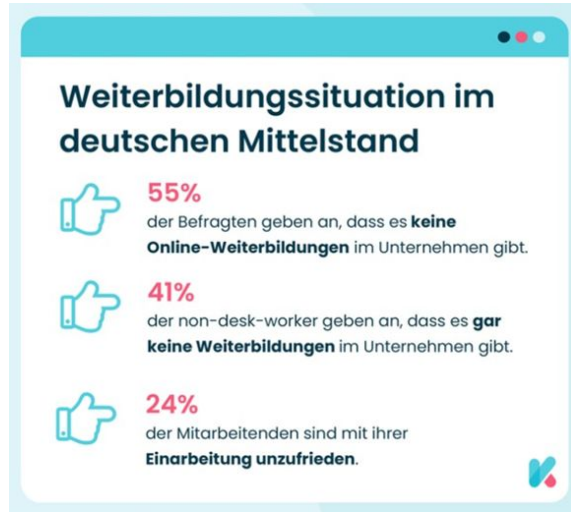 Weiterbildungssituation im
deutschen Mittelstand
55%
der Befragten geben an, dass es keine
Online-Weiterbildungen im Unternehmen gibt.
41%
der non-desk-worker geben an, dass es gar
keine Weiterbildungen im Unternehmen gibt.
24%
der Mitarbeitenden sind mit ihrer
Einarbeitung unzufrieden.